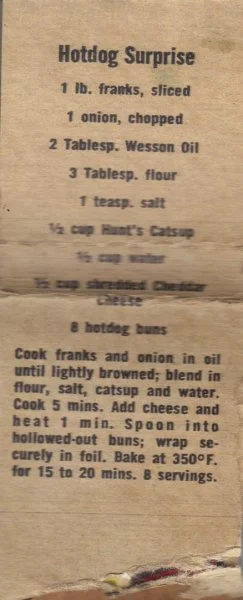 Hotdog Surprise
1 lb. franks, sliced
1 onion, chopped
2 Tablesp. Wesson Oil
3 Tablesp. flour
1 teasp. salt
½ cup Hunt's Catsup
½ cup water
½ cup shredded Cheddar
cheese
8 hotdog buns
Cook franks and onion in oil
until lightly browned; blend in
flour, salt, catsup and water.
Cook 5 mins. Add cheese and
heat 1 min. Spoon into
hollowed-out buns; wrap se-
curely in foil. Bake at 350°F.
for 15 to 20 mins. 8 servings.